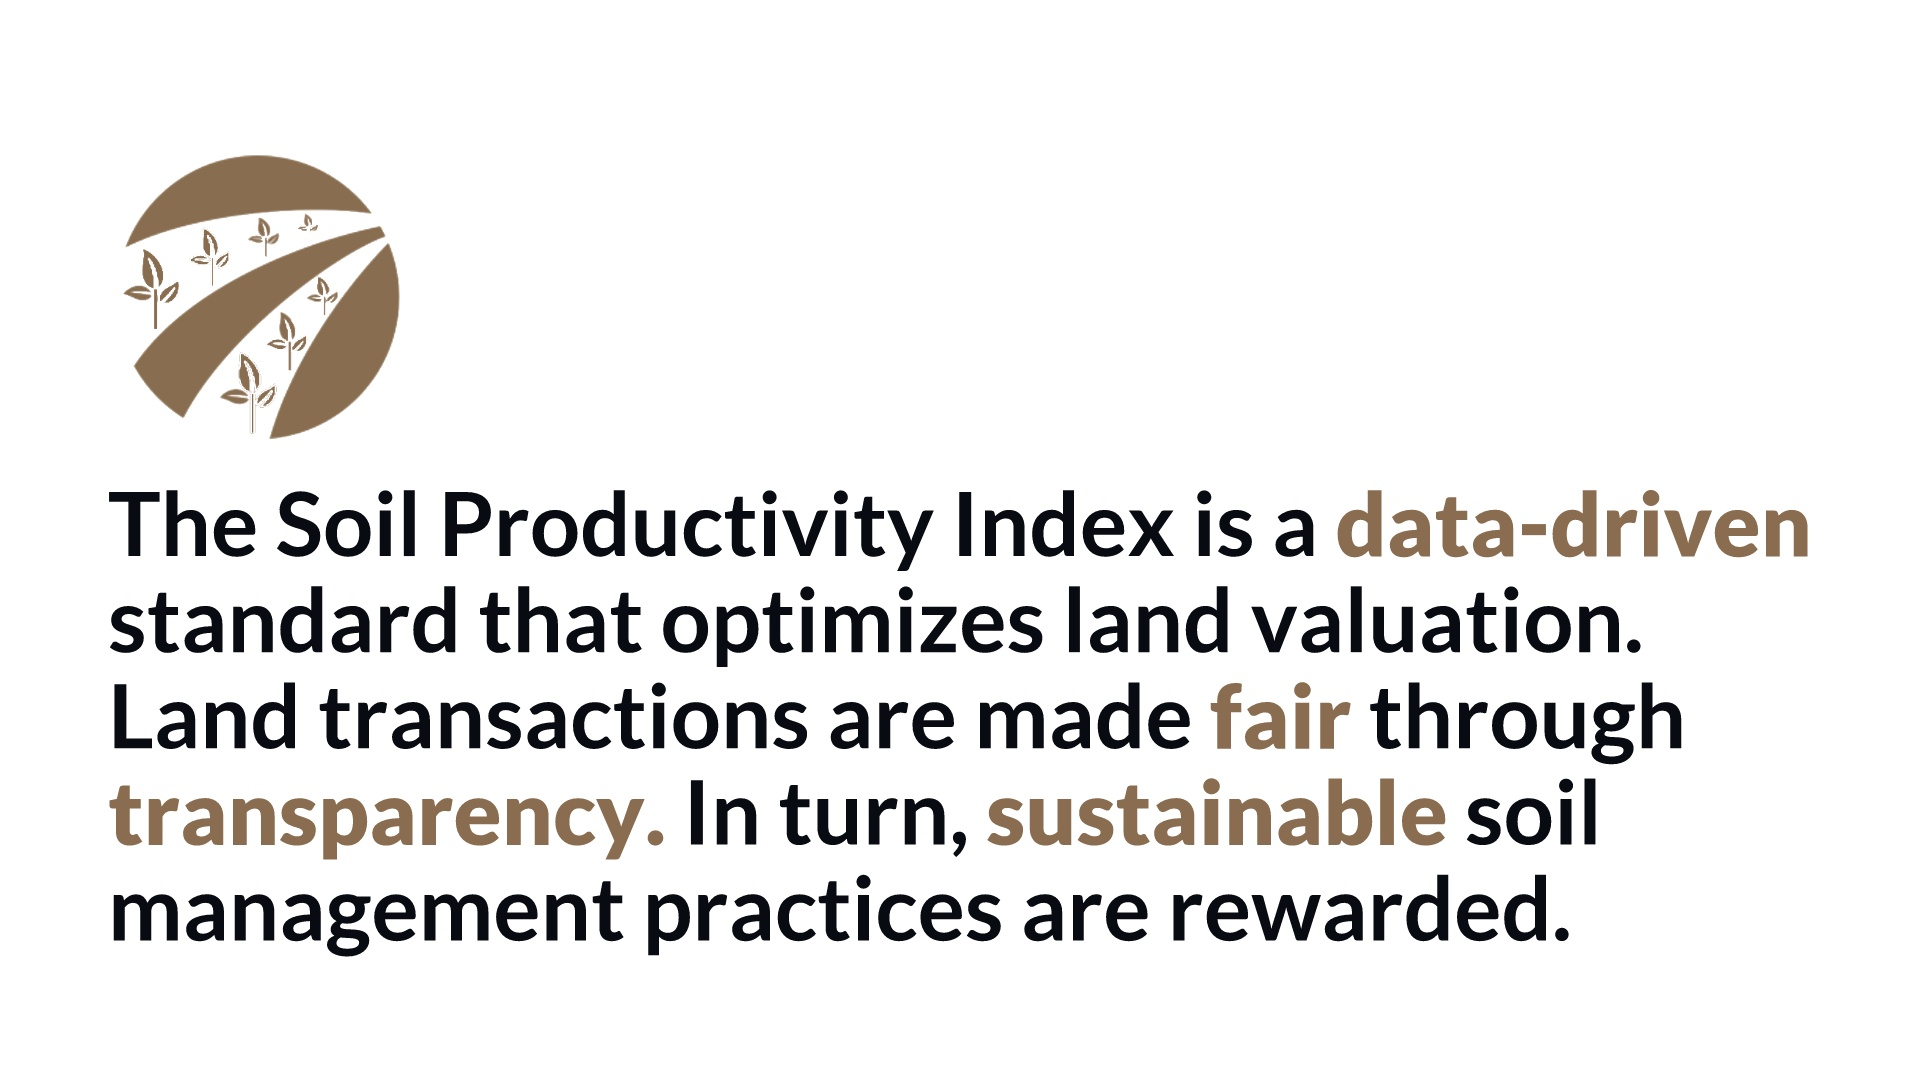 The Soil Productivity Index is a data-driven
standard that optimizes land valuation.
Land transactions are made fair through
transparency. In turn, sustainable soil
management practices are rewarded.